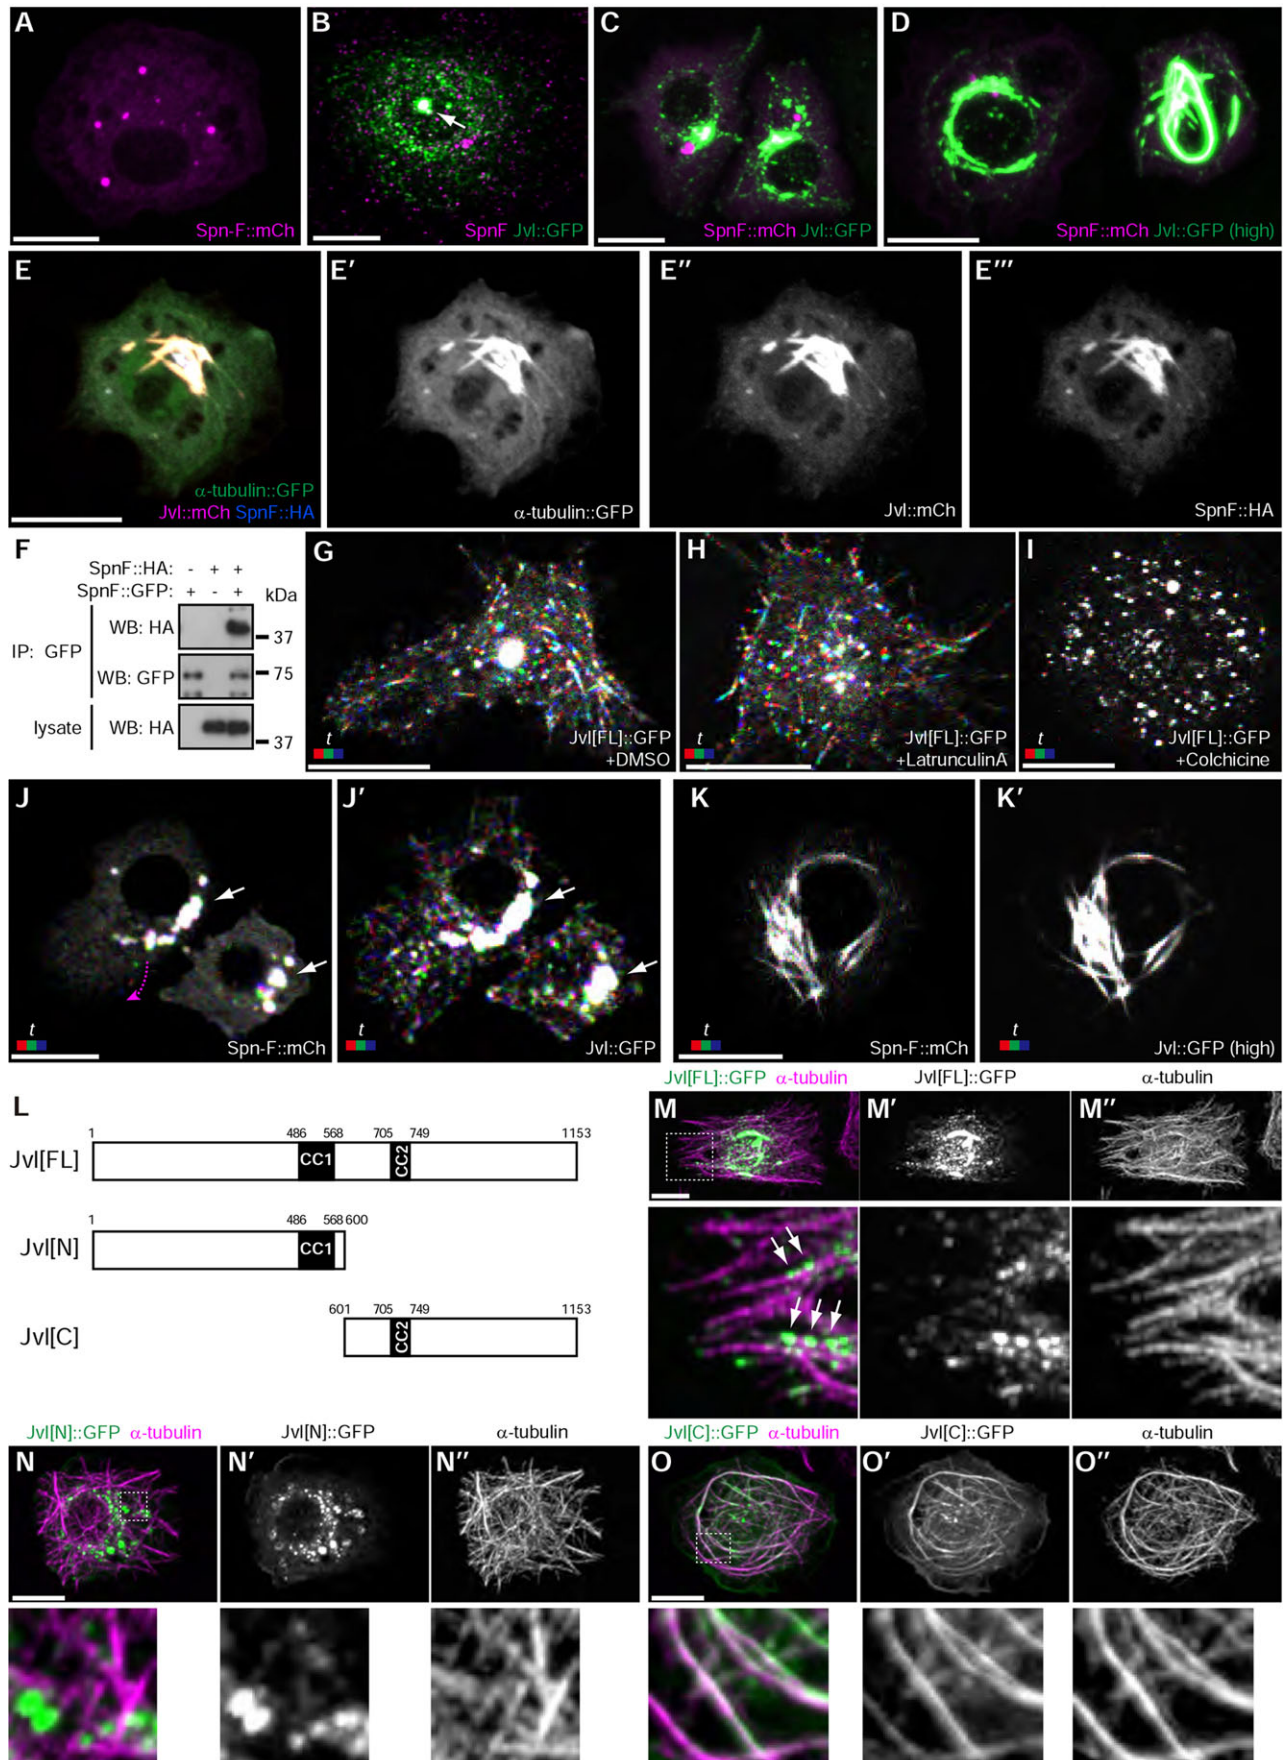 A
Spn-F::mCh
B
SpnF Jvl::GFP
C
SpnF::mCh Jvl::GFP
D
SpnF::mCh Jvl::GFP (high)
E
α-tubulin::GFP
Jvl::mCh SpnF::HA
E′
α-tubulin::GFP
E″
Jvl::mCh
E‴
SpnF::HA
F
SpnF::HA: - + +
SpnF::GFP: + - + kDa
IP: GFP
WB: HA
37
WB: GFP
75
lysate
WB: HA
37
G
t
Jvl[FL]::GFP
+DMSO
H
t
Jvl[FL]::GFP
+LatrunculinA
I
t
Jvl[FL]::GFP
+Colchicine
J
t
Spn-F::mCh
J′
t
Jvl::GFP
K
t
Spn-F::mCh
K′
t
Jvl::GFP (high)
L
1 486 568 705 749 1153
Jvl[FL]
CC1
CC2
1 486 568 600
Jvl[N]
CC1
601 705 749 1153
Jvl[C]
CC2
Jvl[FL]::GFP α-tubulin
Jvl[FL]::GFP
α-tubulin
M
M′
M″
Jvl[N]::GFP α-tubulin
Jvl[N]::GFP
α-tubulin
N
N′
N″
Jvl[C]::GFP α-tubulin
Jvl[C]::GFP
α-tubulin
O
O′
O″